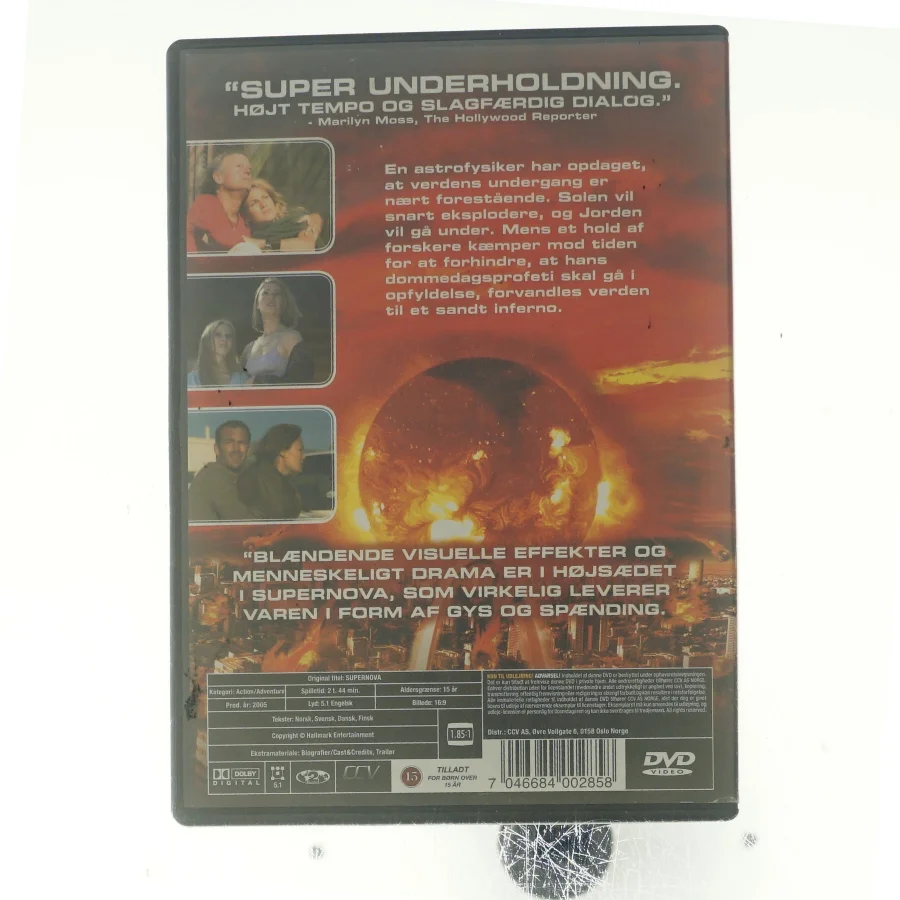 “SUPER UNDERHOLDNING.
HØJT TEMPO OG SLAGFÆRDIG DIALOG.”
- Marilyn Moss, The Hollywood Reporter
En astrofysiker har opdaget,
at verdens undergang er
nært forestående. Solen vil
snart eksplodere, og Jorden
vil gå under. Mens et hold af
forskere kæmper mod tiden
for at forhindre, at hans
dommedagsprofeti skal gå i
opfyldelse, forvandles verden
til et sandt inferno.
“BLÆNDENDE VISUELLE EFFEKTER OG
MENNESKELIGT DRAMA ER I HØJSÆDET
I SUPERNOVA, SOM VIRKELIG LEVERER
VAREN I FORM AF GYS OG SPÆNDING.
Original titel: SUPERNOVA
Kategori: Action/Adventure
Spilletid: 2 t. 44 min.
Aldersgrænse: 15 år
Prod. år: 2005
Lyd: 5.1 Engelsk
Billede: 16:9
Tekster: Norsk, Svensk, Dansk, Finsk
Copyright © Hallmark Entertainment
Ekstramateriale: Biografier/Cast&Credits, Trailer
1.85:1
KUN TIL UDLEJNING! ADVARSEL!
Distr.: CCV AS, Øvre Vollgate 6, 0158 Oslo Norge
DOLBY
DIGITAL
5.1
2
CCV
15
TILLADT
FOR BØRN OVER
15 ÅR
7 046684 002858
DVD
VIDEO